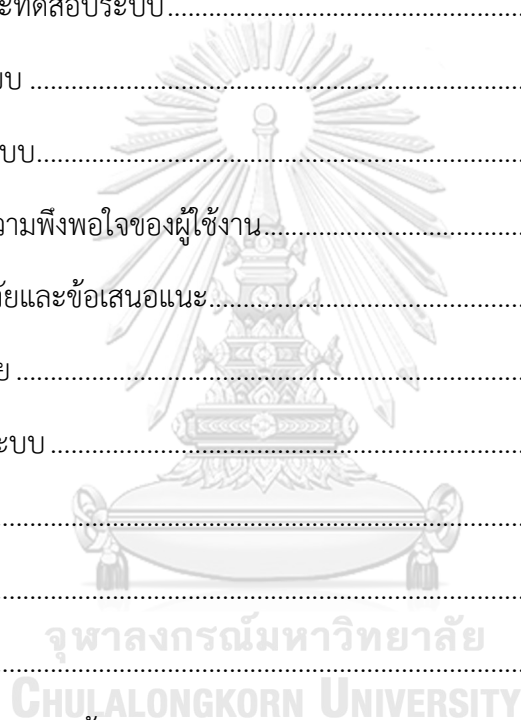 ะทดสอบระบบ
บบ
บบ
วามพึงพอใจของผู้ใช้งาน
ัยและข้อเสนอแนะ
ย
ะบบ
จุฬาลงกรณ์มหาวิทยาลัย
CHULALONGKORN UNIVERSITY